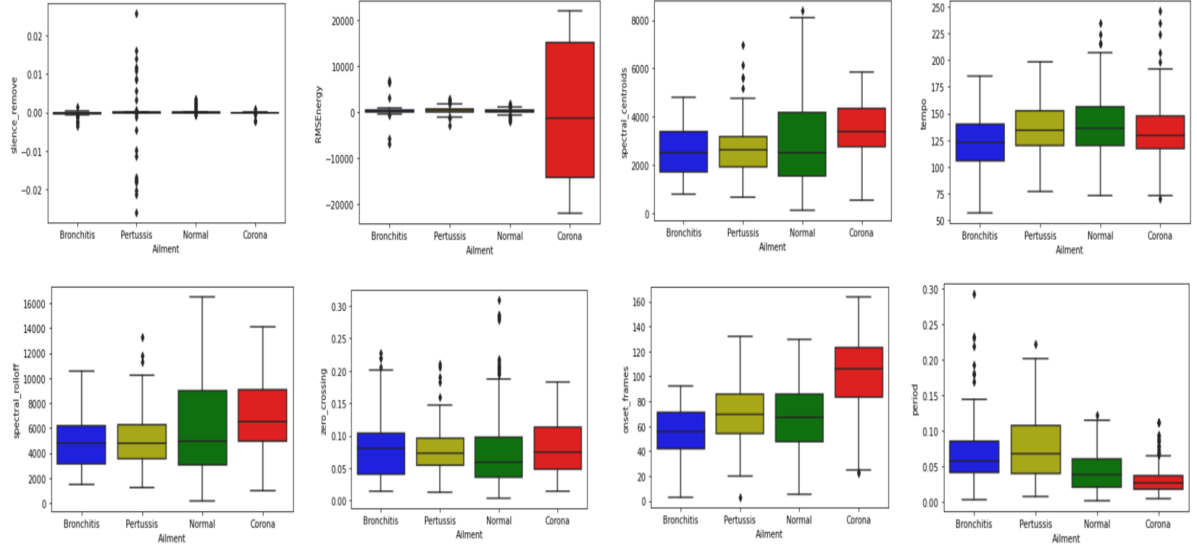 silence_remove
0.02
0.01
0.00
−0.01
−0.02
Bronchitis Pertussis Normal Corona
Ailment
RMSEnergy
20000
10000
0
−10000
−20000
Bronchitis Pertussis Normal Corona
Ailment
spectral_centroids
8000
6000
4000
2000
0
Bronchitis Pertussis Normal Corona
Ailment
tempo
250
225
200
175
150
125
100
75
50
Bronchitis Pertussis Normal Corona
Ailment
spectral_rolloff
16000
14000
12000
10000
8000
6000
4000
2000
0
Bronchitis Pertussis Normal Corona
Ailment
zero_crossing
0.30
0.25
0.20
0.15
0.10
0.05
0.00
Bronchitis Pertussis Normal Corona
Ailment
onset_frames
160
140
120
100
80
60
40
20
0
Bronchitis Pertussis Normal Corona
Ailment
period
0.30
0.25
0.20
0.15
0.10
0.05
0.00
Bronchitis Pertussis Normal Corona
Ailment